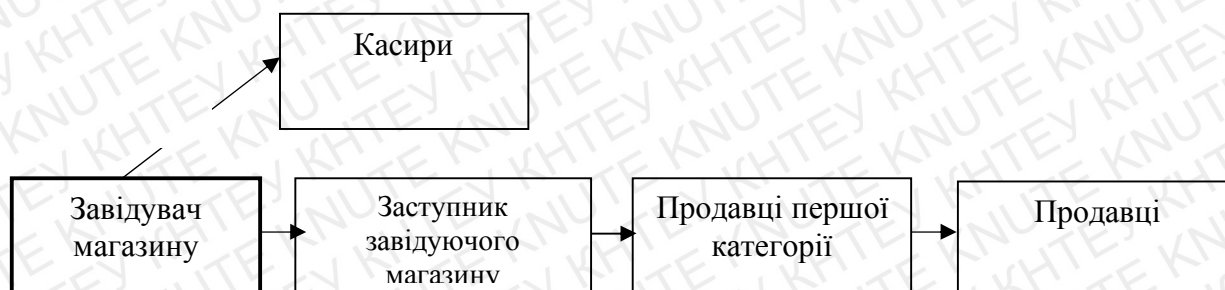 Касири
Завідувач
магазину
Заступник
завідуючого
магазину
Продавці першої
категорії
Продавці